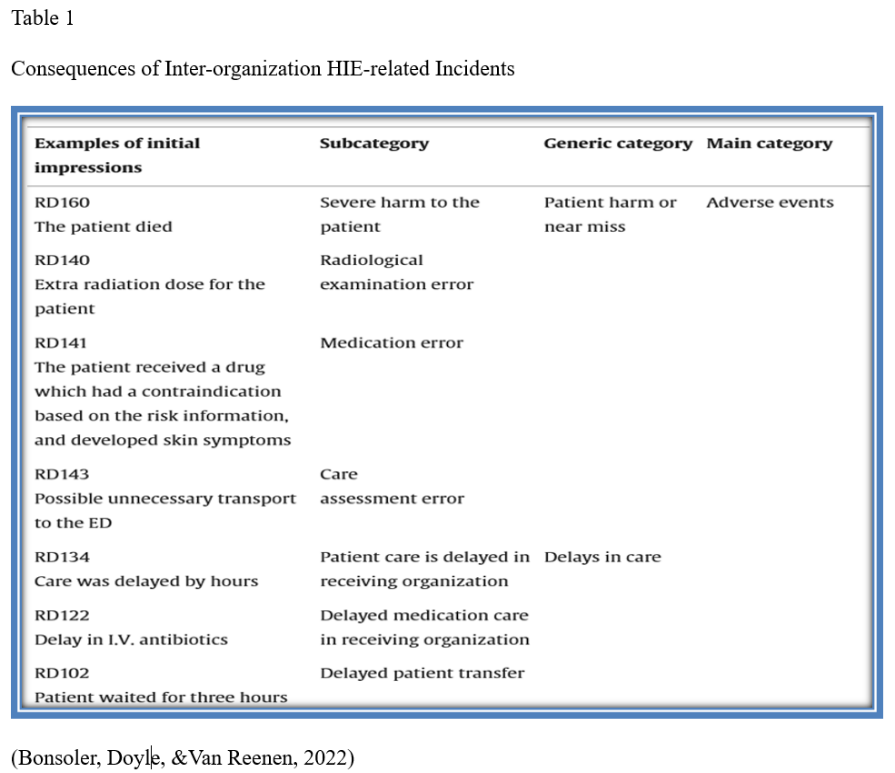 Table 1
Consequences of Inter-organization HIE-related Incidents
Examples of initial impressions Subcategory Generic category Main category
RD160 Severe harm to the Patient harm or Adverse events
The patient died patient near miss
RD140 Radiological
Extra radiation dose for the examination error
patient
RD141 Medication error
The patient received a drug
which had a contraindication
based on the risk information,
and developed skin symptoms
RD143 Care
Possible unnecessary transport assessment error
to the ED
RD134 Patient care is delayed in Delays in care
Care was delayed by hours receiving organization
RD122 Delayed medication care
Delay in I.V. antibiotics in receiving organization
RD102 Delayed patient transfer
Patient waited for three hours
(Bonsoler, Doyle, &Van Reenen, 2022)